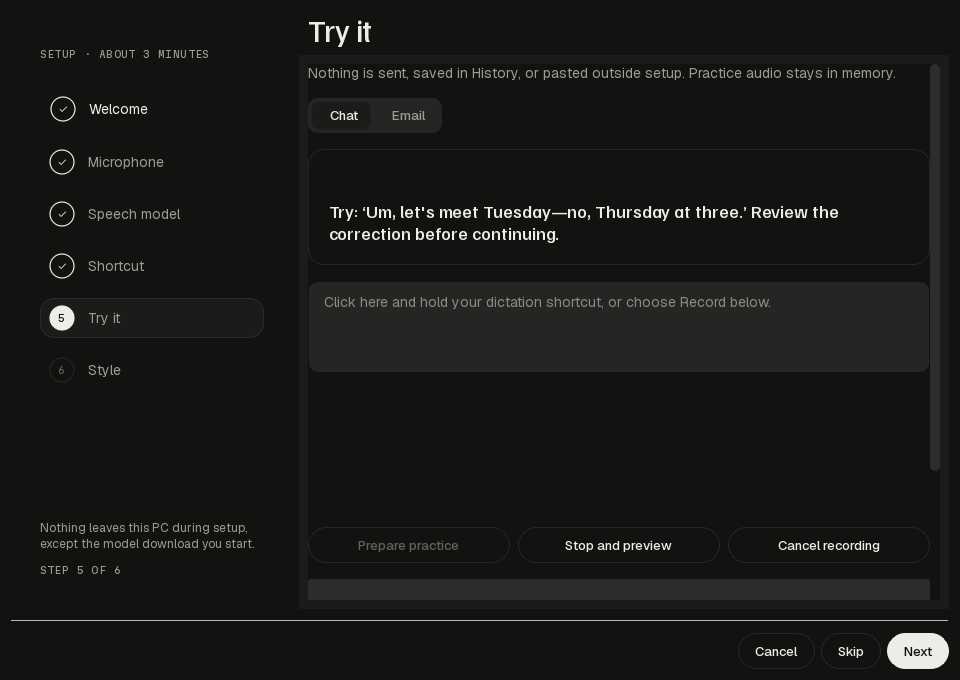 SETUP · ABOUT 3 MINUTES
Welcome
Microphone
Speech model
Shortcut
5
Try it
6
Style
Nothing leaves this PC during setup,
except the model download you start.
STEP 5 OF 6
Try it
Nothing is sent, saved in History, or pasted outside setup. Practice audio stays in memory.
Chat
Email
Try: ‘Um, let's meet Tuesday—no, Thursday at three.’ Review the
correction before continuing.
Click here and hold your dictation shortcut, or choose Record below.
Prepare practice
Stop and preview
Cancel recording
Cancel
Skip
Next